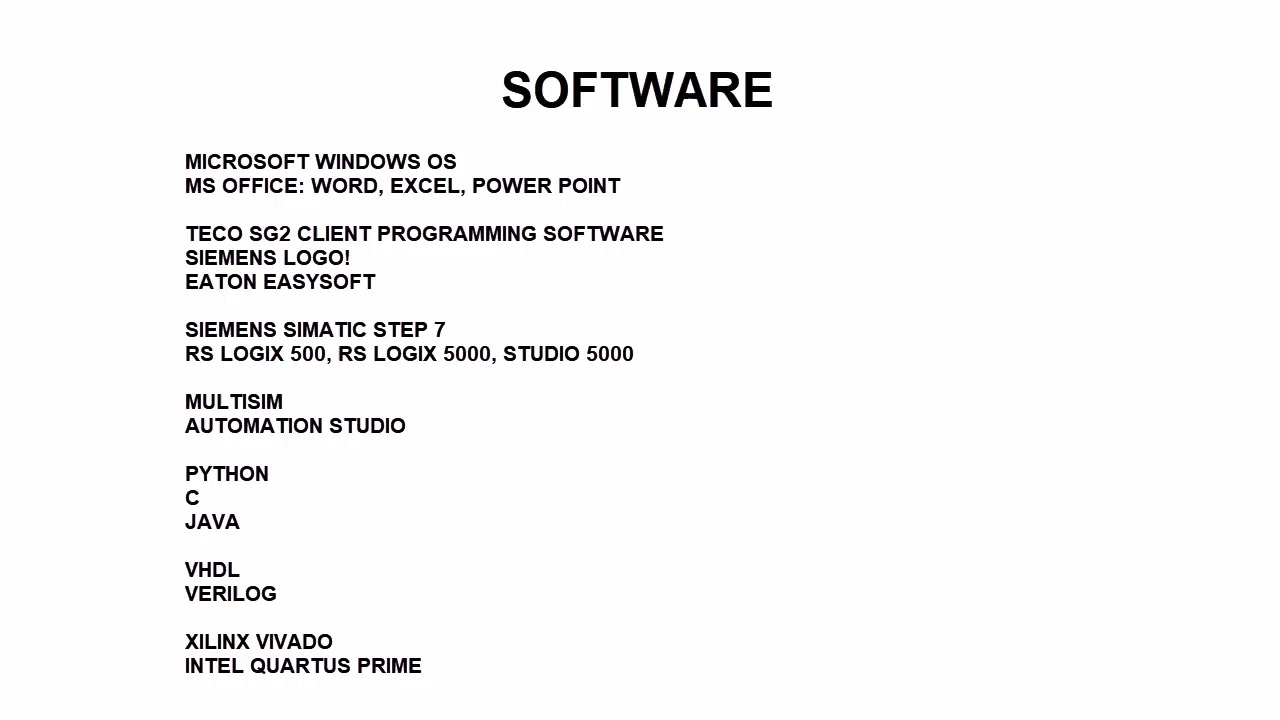 SOFTWARE
MICROSOFT WINDOWS OS
MS OFFICE: WORD, EXCEL, POWER POINT
TECO SG2 CLIENT PROGRAMMING SOFTWARE
SIEMENS LOGO!
EATON EASYSOFT
SIEMENS SIMATIC STEP 7
RS LOGIX 500, RS LOGIX 5000, STUDIO 5000
MULTISIM
AUTOMATION STUDIO
PYTHON
C
JAVA
VHDL
VERILOG
XILINX VIVADO
INTEL QUARTUS PRIME